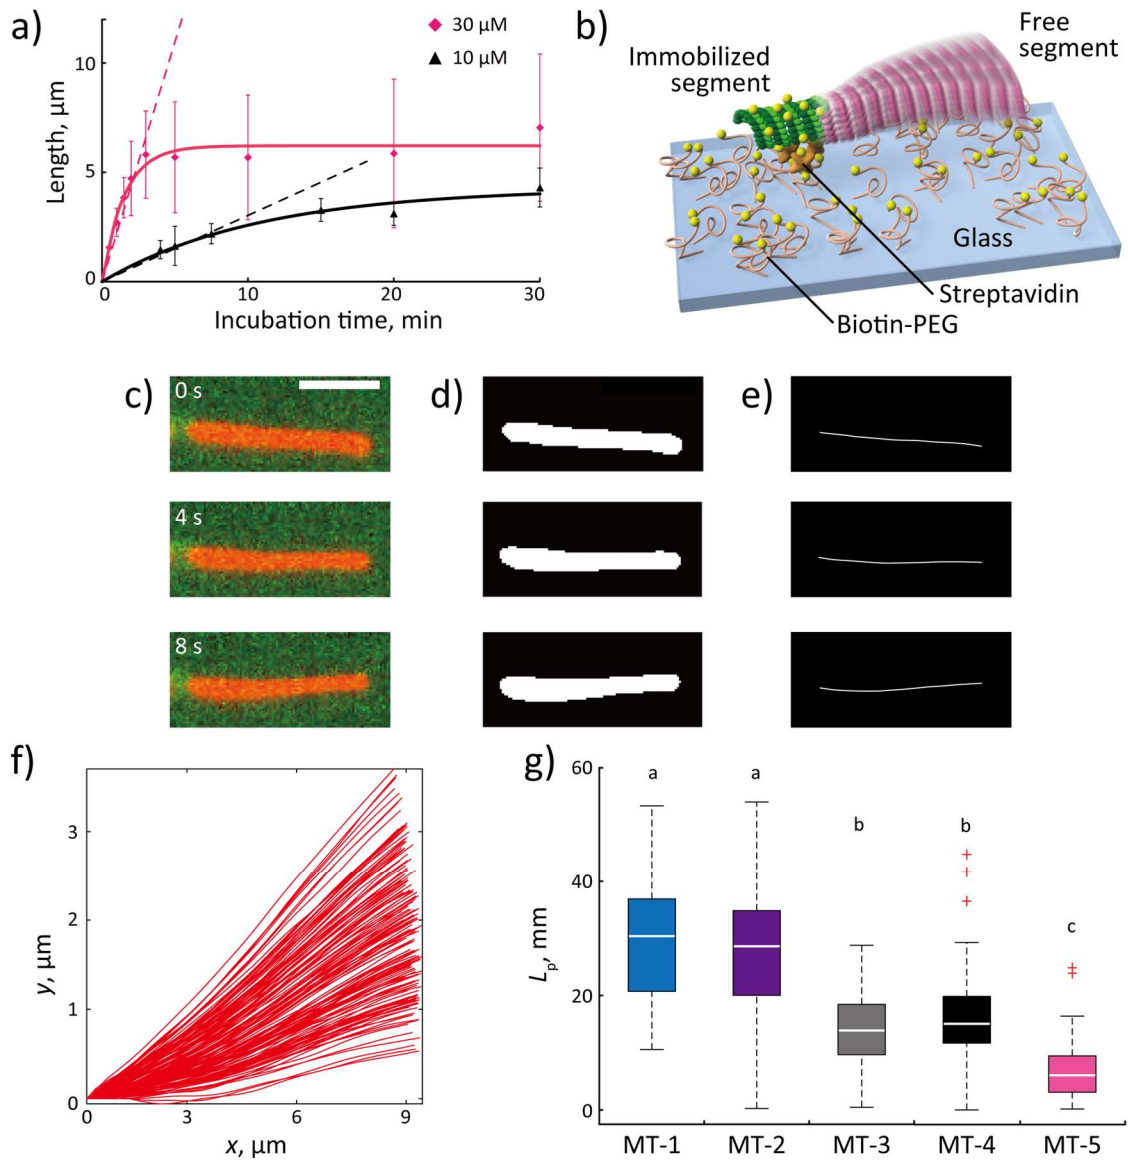 a)
Length, µm
10
5
0
0
10
20
30
Incubation time, min
30 µM
10 µM
b)
Immobilized
segment
Free
segment
Glass
Streptavidin
Biotin-PEG
c)
0 s
4 s
8 s
d)
e)
f)
y, µm
3
2
1
0
0
3
6
9
x, µm
g)
Lp, mm
60
40
20
0
a
a
b
b
c
MT-1
MT-2
MT-3
MT-4
MT-5